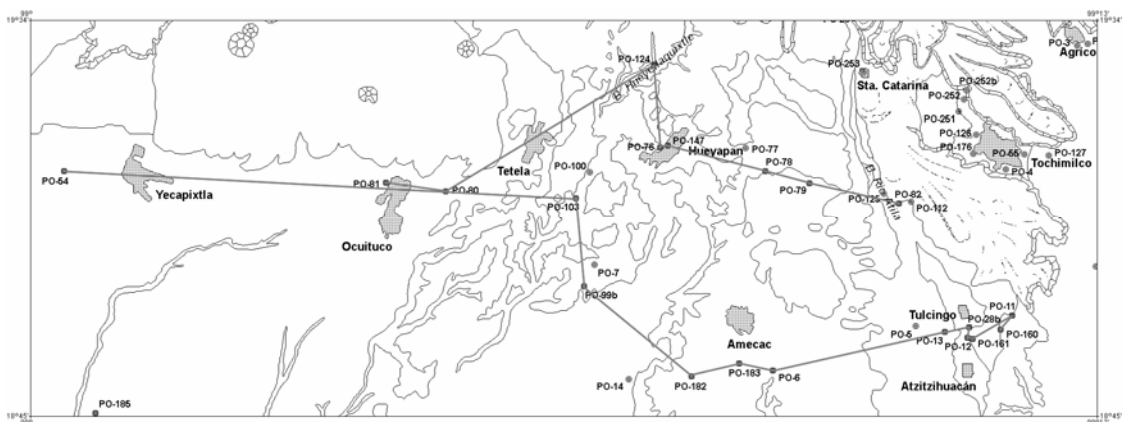 99°
99°13'
19°34'
19°34'
PO-3
Agrico
PO-124
B. Hueyotlaquixtle
PO-253
Sta. Catarina
PO-252b
PO-252
PO-251
PO-126
PO-176
PO-55
PO-127
Tochimilco
PO-4
PO-76
PO-147
Hueyapan
PO-77
PO-78
PO-79
Tetela
PO-100
PO-54
Yecapixtla
PO-81
PO-80
PO-103
PO-125
PO-82
PO-112
Ocuituco
PO-7
PO-99b
Tulcingo
PO-11
PO-28b
PO-5
PO-13
PO-12
PO-161
PO-160
Amecac
PO-14
PO-182
PO-183
PO-6
Atzitzihuacán
PO-185
18°45'
18°45'